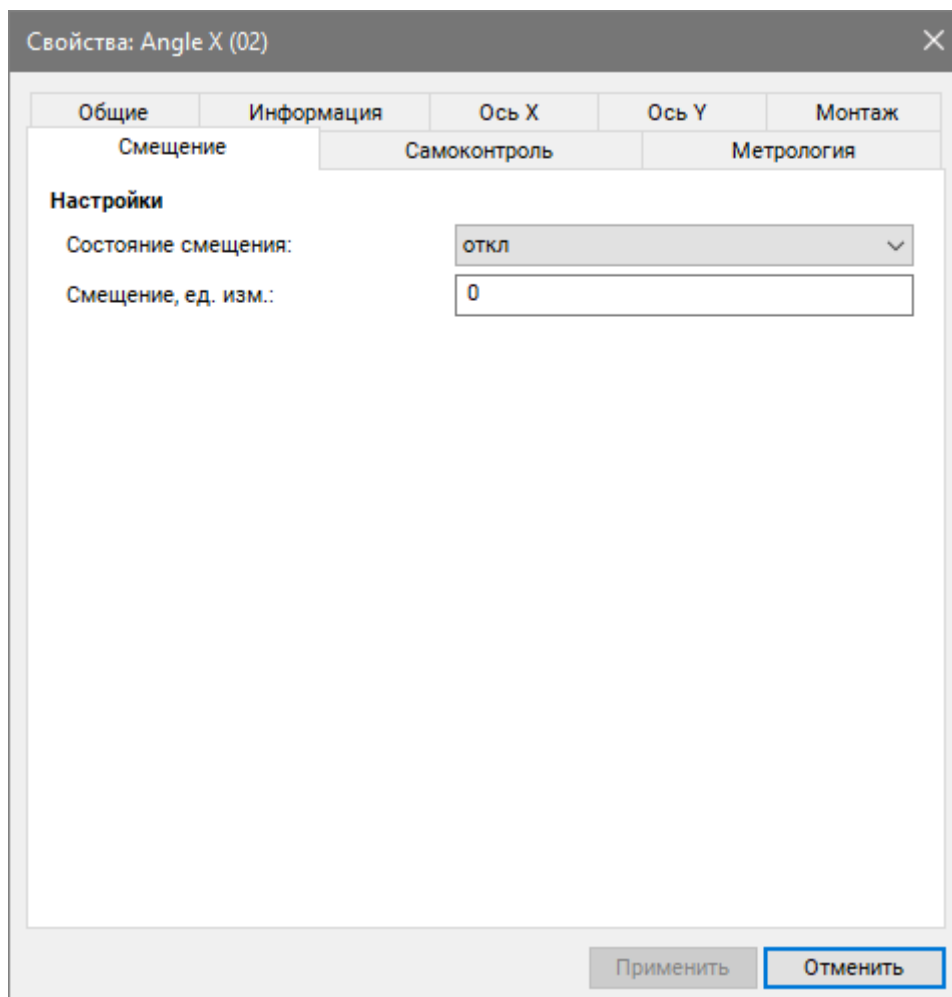 Свойства: Angle X (02)
Общие Информация Ось X Ось Y Монтаж
Смещение Самоконтроль Метрология
Настройки
Состояние смещения: откл
Смещение, ед. изм.: 0
Применить Отменить